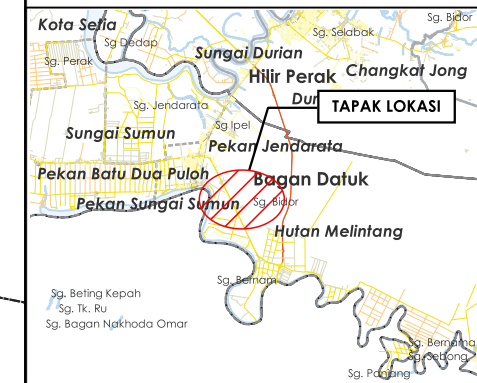 Kota Setia
Sg. Bidor
Sg Dedap
Sg. Selabak
Sungai Durian
Sg. Perak
Hilir Perak
Changkat Jong
Dur
TAPAK LOKASI
Sg. Jendarata
Sg Ipel
Sungai Sumun
Pekan Jendarata
Pekan Batu Dua Puloh
Bagan Datuk
Pekan Sungai Sumun
Sg. Bidor
Hutan Melintang
Sg. Bernam
Sg. Beting Kepah
Sg. Tk. Ru
Sg. Bagan Nakhoda Omar
Sg. Bernama
Sg. Sebong
Sg. Panjang